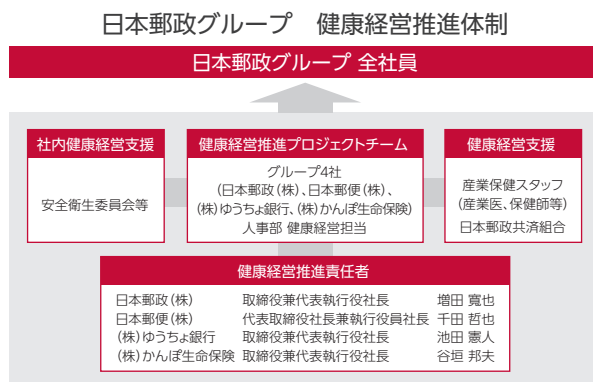 日本郵政グループ　健康経営推進体制
日本郵政グループ 全社員
社内健康経営支援
安全衛生委員会等
健康経営推進プロジェクトチーム
グループ4社
(日本郵政(株)、日本郵便(株)、
(株)ゆうちょ銀行、(株)かんぽ生命保険)
人事部 健康経営担当
健康経営支援
産業保健スタッフ
(産業医、保健師等)
日本郵政共済組合
健康経営推進責任者
日本郵政(株)　取締役兼代表執行役社長　増田 寛也
日本郵便(株)　代表取締役社長兼執行役員社長　千田 哲也
(株)ゆうちょ銀行　取締役兼代表執行役社長　池田 憲人
(株)かんぽ生命保険　取締役兼代表執行役社長　谷垣 邦夫